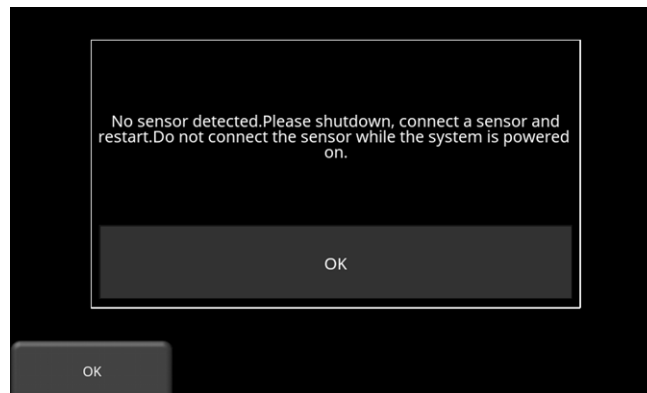 No sensor detected.Please shutdown, connect a sensor and
restart.Do not connect the sensor while the system is powered
on.
OK
OK